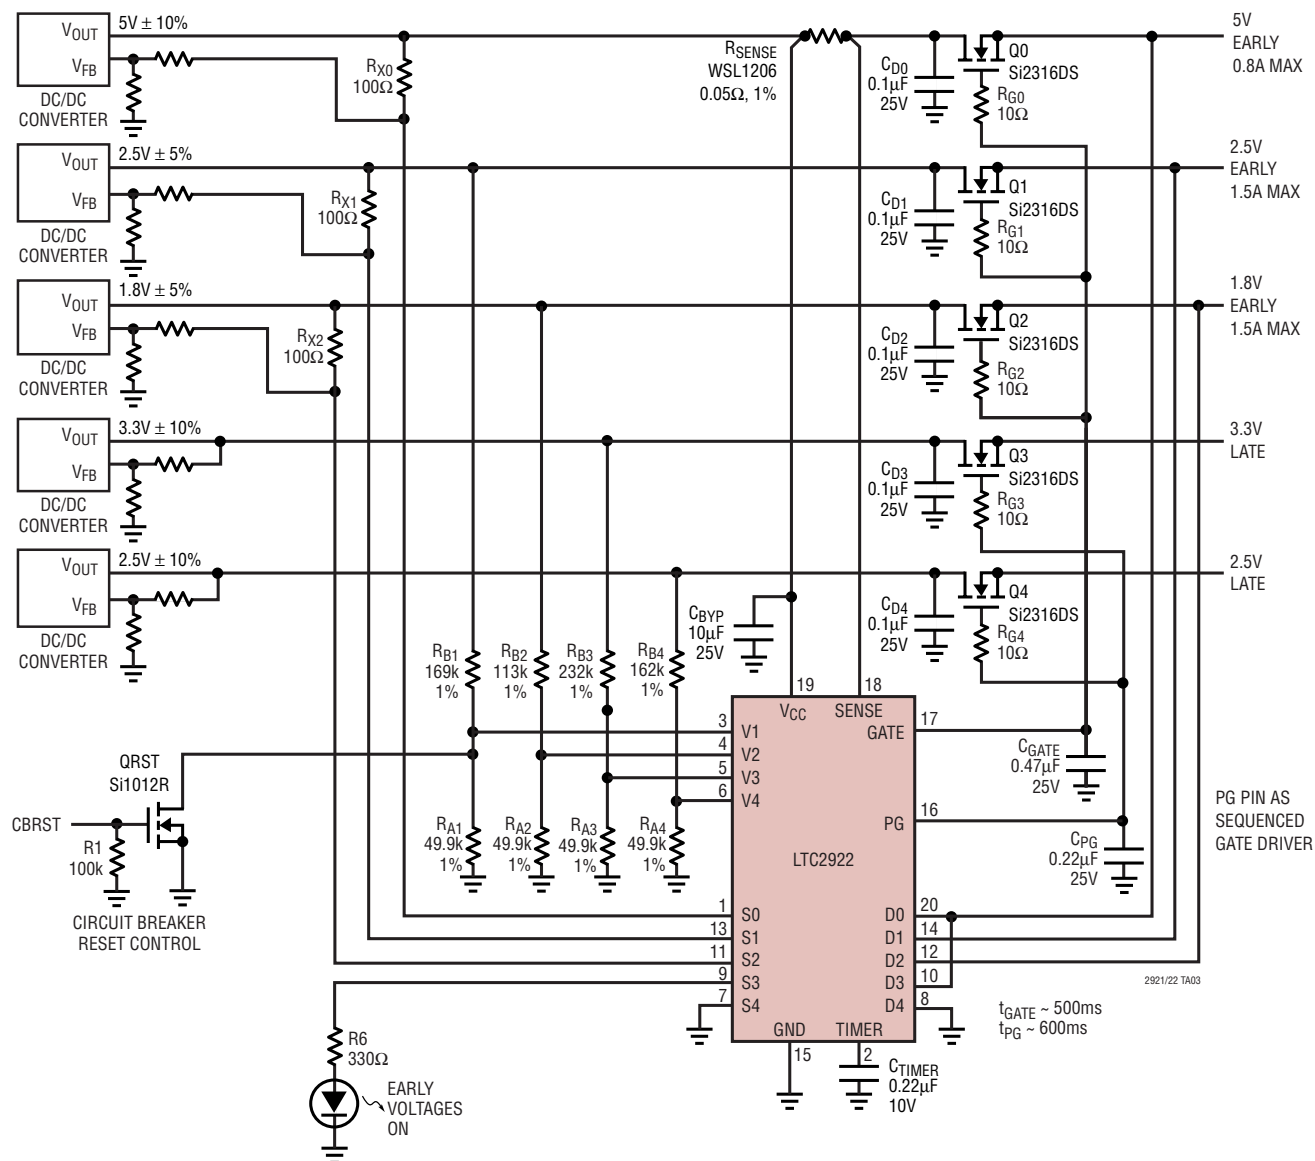 VOUT
5V ± 10%
VFB
DC/DC
CONVERTER
RX0
100Ω
RSENSE
WSL1206
0.05Ω, 1%
CD0
0.1µF
25V
Q0
Si2316DS
RG0
10Ω
5V
EARLY
0.8A MAX
VOUT
2.5V ± 5%
VFB
DC/DC
CONVERTER
RX1
100Ω
CD1
0.1µF
25V
Q1
Si2316DS
RG1
10Ω
2.5V
EARLY
1.5A MAX
VOUT
1.8V ± 5%
VFB
DC/DC
CONVERTER
RX2
100Ω
CD2
0.1µF
25V
Q2
Si2316DS
RG2
10Ω
1.8V
EARLY
1.5A MAX
VOUT
3.3V ± 10%
VFB
DC/DC
CONVERTER
CD3
0.1µF
25V
Q3
Si2316DS
RG3
10Ω
3.3V
LATE
VOUT
2.5V ± 10%
VFB
DC/DC
CONVERTER
CD4
0.1µF
25V
Q4
Si2316DS
RG4
10Ω
2.5V
LATE
RB1
169k
1%
RB2
113k
1%
RB3
232k
1%
RB4
162k
1%
CBYP
10µF
25V
19
18
VCC
SENSE
3
V1
4
V2
5
V3
6
V4
GATE
17
CGATE
0.47µF
25V
PG
16
CPG
0.22µF
25V
PG PIN AS
SEQUENCED
GATE DRIVER
QRST
Si1012R
CBRST
R1
100k
CIRCUIT BREAKER
RESET CONTROL
RA1
49.9k
1%
RA2
49.9k
1%
RA3
49.9k
1%
RA4
49.9k
1%
LTC2922
1
S0
13
S1
11
S2
9
S3
7
S4
D0
20
D1
14
D2
12
D3
10
D4
8
GND
TIMER
15
2
CTIMER
0.22µF
10V
2921/22 TA03
tGATE ~ 500ms
tPG ~ 600ms
R6
330Ω
EARLY
VOLTAGES
ON